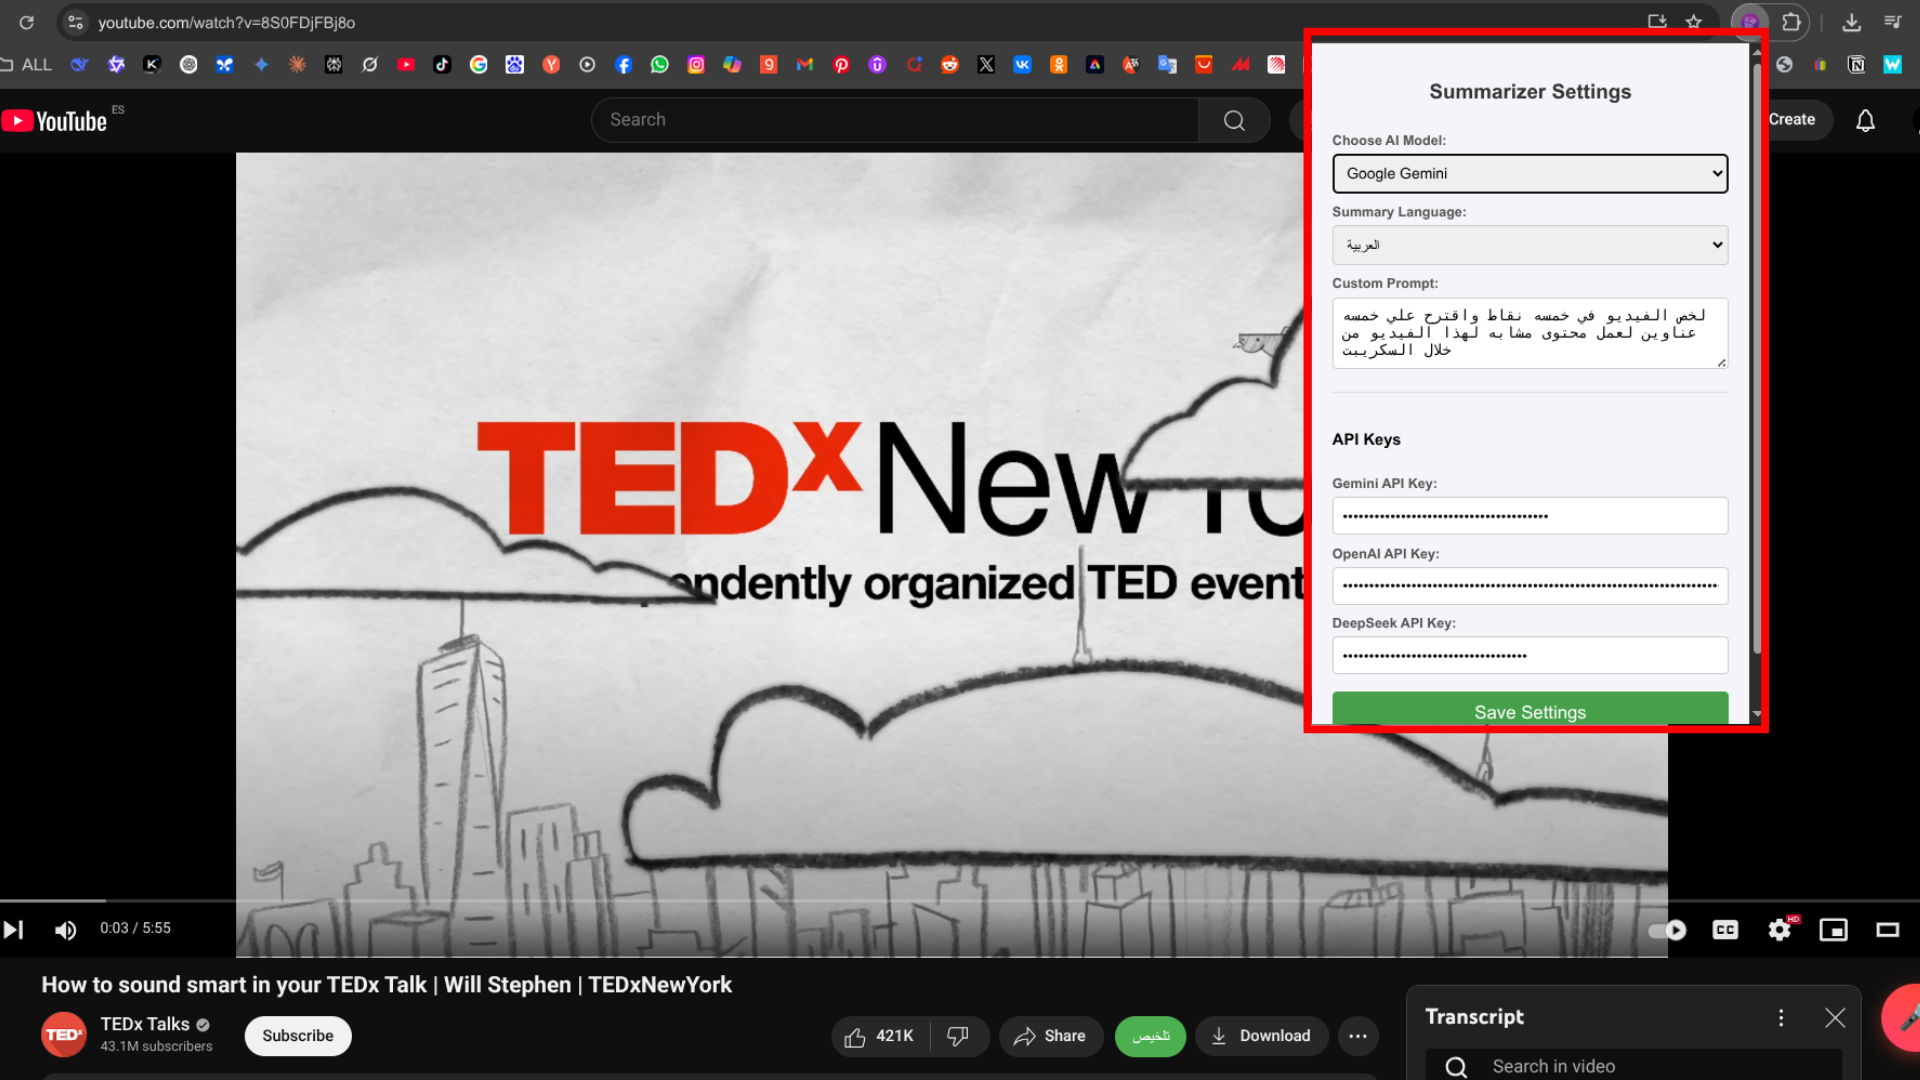 youtube.com/watch?v=8S0FDjFBj8o
ALL
YouTube ES
Search
Create
Summarizer Settings
Choose AI Model:
Google Gemini
Summary Language:
العربية
Custom Prompt:
لخص الفيديو في خمسه نقاط واقترح علي خمسه
عناوين لعمل محتوى مشابه لهذا الفيديو من
خلال السكريبت
API Keys
Gemini API Key:
OpenAI API Key:
DeepSeek API Key:
Save Settings
TEDx New
endently organized TED event
0:03 / 5:55
CC
HD
How to sound smart in your TEDx Talk | Will Stephen | TEDxNewYork
TEDx
TEDx Talks
43.1M subscribers
Subscribe
421K
Share
تلخيص
Download
Transcript
Search in video